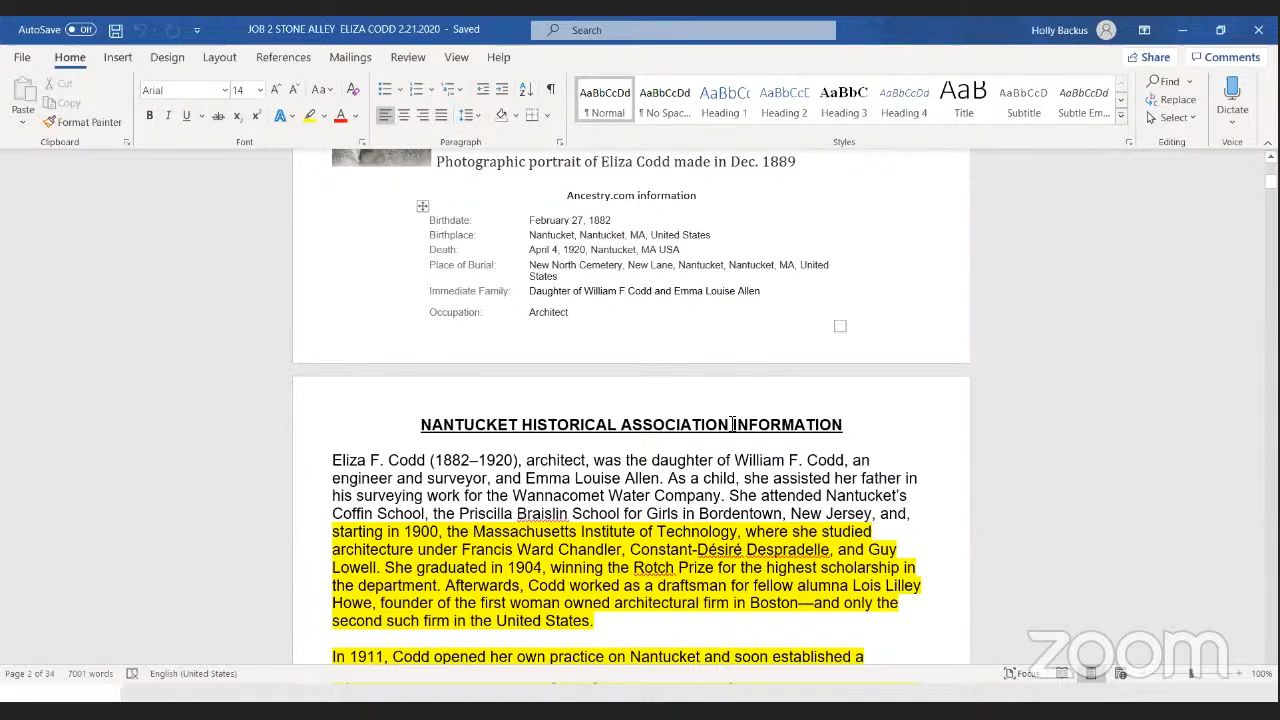 AutoSave Off JOB 2 STONE ALLEY ELIZA CODD 2.21.2020 - Saved Search Holly Backus
File Home Insert Design Layout References Mailings Review View Help Share Comments
Paste Cut Copy Format Painter
Arial 14 Aa
B I U ab x2 x2 A A
AaBbCcDd AaBbCcDd AaBbCc AaBbCcDd AaBbC AaBbCcDd AaB AaBbCcD AaBbCcDd
¶ Normal ¶ No Spac... Heading 1 Heading 2 Heading 3 Heading 4 Title Subtitle Subtle Em...
Find Replace Select Dictate
Clipboard Font Paragraph Styles Editing Voice
Photographic portrait of Eliza Codd made in Dec. 1889
Ancestry.com information
Birthdate: February 27, 1882
Birthplace: Nantucket, Nantucket, MA, United States
Death: April 4, 1920, Nantucket, MA USA
Place of Burial: New North Cemetery, New Lane, Nantucket, Nantucket, MA, United
States
Immediate Family: Daughter of William F Codd and Emma Louise Allen
Occupation: Architect
NANTUCKET HISTORICAL ASSOCIATION INFORMATION
Eliza F. Codd (1882–1920), architect, was the daughter of William F. Codd, an
engineer and surveyor, and Emma Louise Allen. As a child, she assisted her father in
his surveying work for the Wannacomet Water Company. She attended Nantucket's
Coffin School, the Priscilla Braislin School for Girls in Bordentown, New Jersey, and,
starting in 1900, the Massachusetts Institute of Technology, where she studied
architecture under Francis Ward Chandler, Constant-Désiré Despradelle, and Guy
Lowell. She graduated in 1904, winning the Rotch Prize for the highest scholarship in
the department. Afterwards, Codd worked as a draftsman for fellow alumna Lois Lilley
Howe, founder of the first woman owned architectural firm in Boston—and only the
second such firm in the United States.
In 1911, Codd opened her own practice on Nantucket and soon established a
zoom
Page 2 of 34 7001 words English (United States) Focus 100%